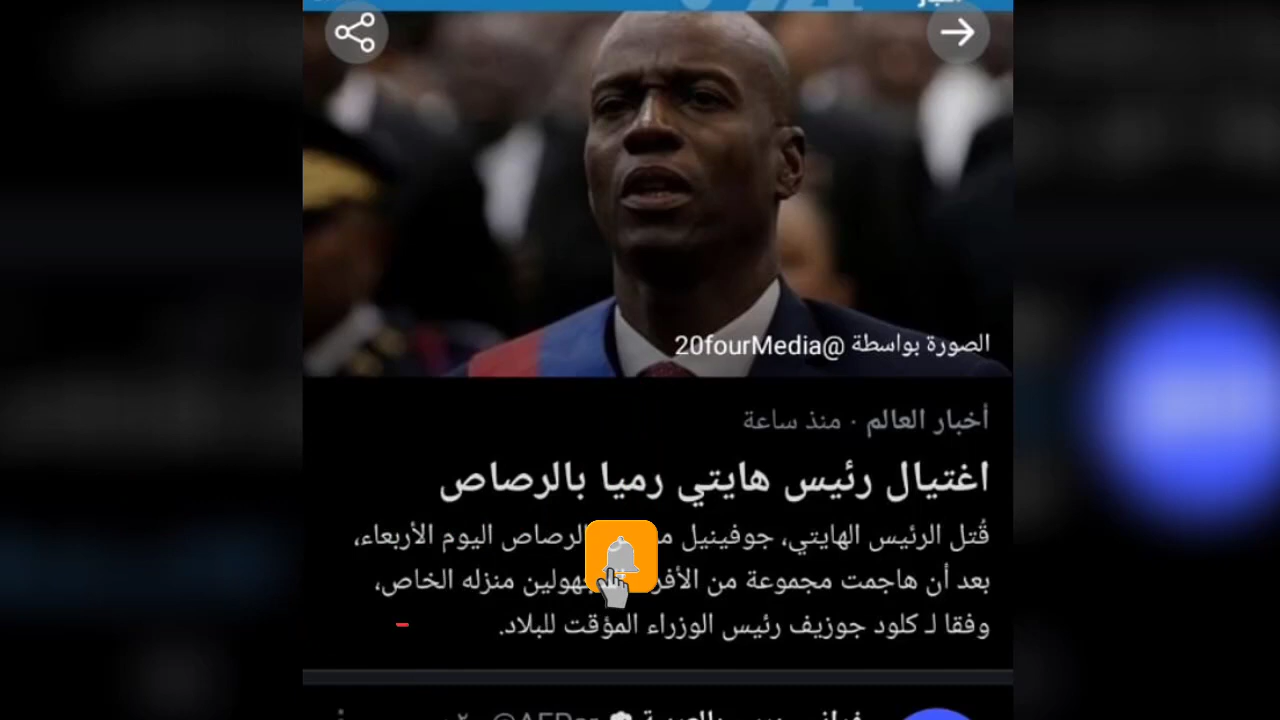 الصورة بواسطة @20fourMedia
أخبار العالم · منذ ساعة
اغتيال رئيس هايتي رميا بالرصاص
قُتل الرئيس الهايتي، جوفينيل الرصاص اليوم الأربعاء،
بعد أن هاجمت مجموعة من منزله الخاص،
وفقا لـ كلود جوزيف رئيس الوزراء المؤقت للبلاد.